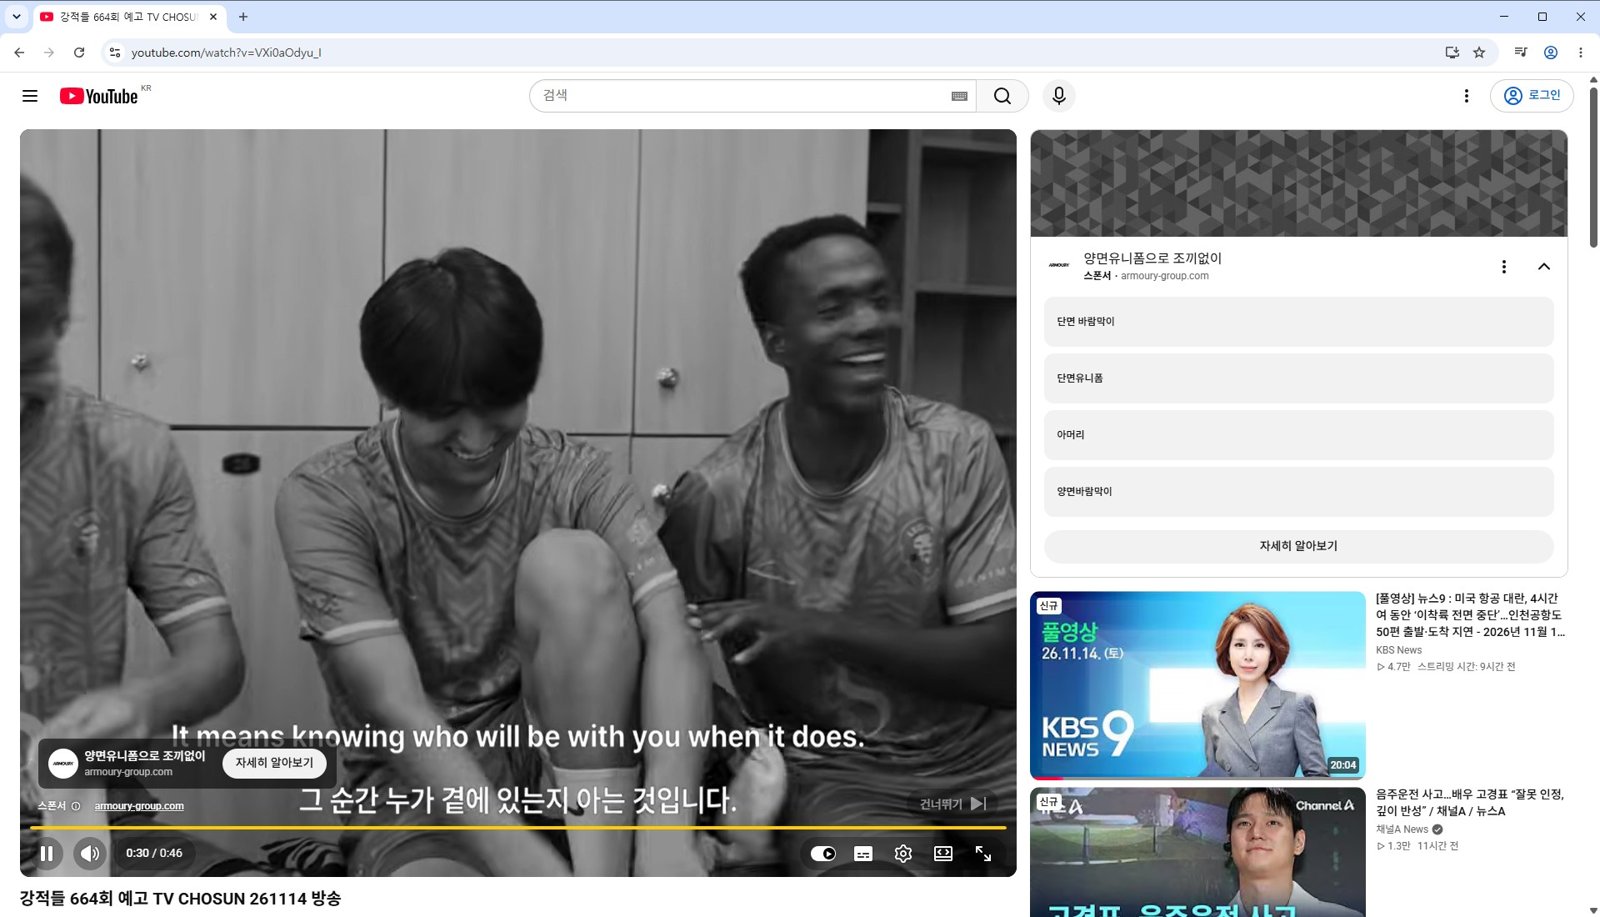 강적들 664회 예고 TV CHOSU
youtube.com/watch?v=VXi0aOdyu_I
YouTube KR
검색
로그인
It means knowing who will be with you when it does.
그 순간 누가 곁에 있는지 아는 것입니다.
ARMOURY
양면유니폼으로 조끼없이
armoury-group.com
자세히 알아보기
스폰서
armoury-group.com
건너뛰기
0:30 / 0:46
강적들 664회 예고 TV CHOSUN 261114 방송
ARMOURY
양면유니폼으로 조끼없이
스폰서 · armoury-group.com
단면 바람막이
단면유니폼
아머리
양면바람막이
자세히 알아보기
신규
풀영상
26.11.14.(토)
KBS
NEWS 9
20:04
[풀영상] 뉴스9 : 미국 항공 대란, 4시간
여 동안 ‘이착륙 전면 중단’…인천공항도
50편 출발·도착 지연 - 2026년 11월 1...
KBS News
4.7만 스트리밍 시간: 9시간 전
신규
Channel A
고경표, 음주운전 사고
음주운전 사고…배우 고경표 “잘못 인정,
깊이 반성” / 채널A / 뉴스A
채널A News
1.3만 11시간 전